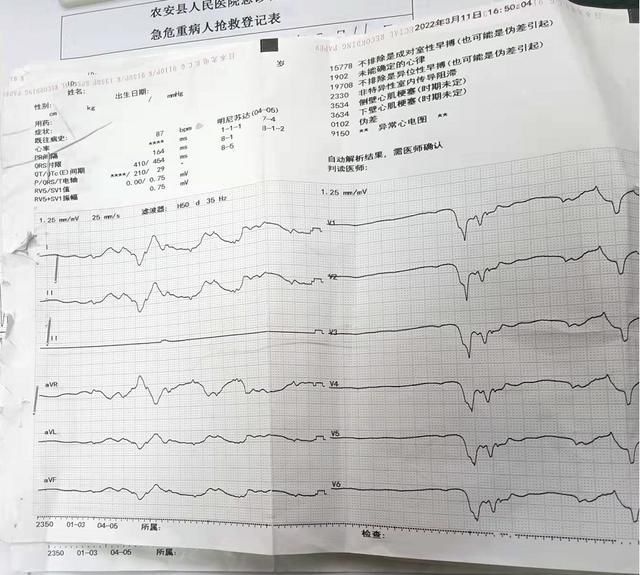 农安县人民医院急诊
急危重病人抢救登记表
2022年3月11日16:50:04
ID:
姓名:
岁
性别:
出生日期:
cm
kg
/
mmHg
用药:
症状:
既往病史:
心率 87 bpm
PR间隔 **** ms
QRS时限 164 ms
QT/QTc(E)间期 410/ 454 ms
P/QRS/T电轴 ****/ 210/ 29 °
RV5/SV1值 0.00/ 0.75
RV5+SV1振幅 0.75
明尼苏达(04-05)
1-1-1 7-4
8-1 8-1-2
8-5
15778 不排除是成对室性早搏(也可能是伪差引起)
1902 未能确定的心律
19708 不排除是异位性早搏(也可能是伪差引起)
2330 非特异性室内传导阻滞
3534 侧壁心肌梗塞(时期未定)
3634 下壁心肌梗塞(时期未定)
0102 伪差
9150 ** 异常心电图 **
自动解析结果,需医师确认
判读医师:
1.25 mm/mV 25 mm/s 滤波器: H50 d 35 Hz
1.25 mm/mV
I
V1
II
V2
V3
aVR
V4
aVL
V5
aVF
V6
2350 01-03 04-05 所属:
检查:
2350 01-03 04-05 所属: